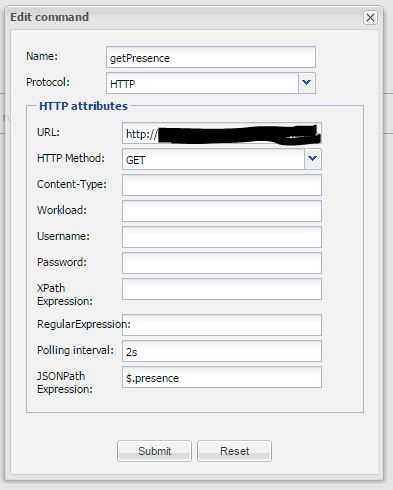 Edit command
Name: getPresence
Protocol: HTTP
HTTP attributes
URL: http://
HTTP Method: GET
Content-Type:
Workload:
Username:
Password:
XPath
Expression:
RegularExpression:
Polling interval: 2s
JSONPath
Expression: $.presence
Submit Reset